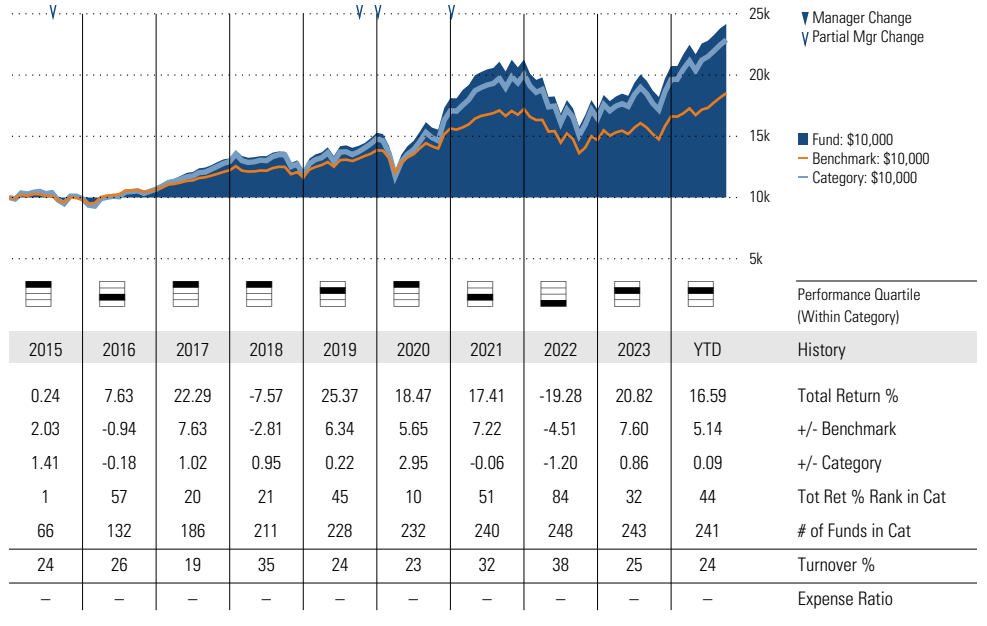 25k
Manager Change
Partial Mgr Change
20k
15k
Fund: $10,000
Benchmark: $10,000
Category: $10,000
10k
5k
Performance Quartile
(Within Category)
2015 2016 2017 2018 2019 2020 2021 2022 2023 YTD History
0.24 7.63 22.29 -7.57 25.37 18.47 17.41 -19.28 20.82 16.59 Total Return %
2.03 -0.94 7.63 -2.81 6.34 5.65 7.22 -4.51 7.60 5.14 +/- Benchmark
1.41 -0.18 1.02 0.95 0.22 2.95 -0.06 -1.20 0.86 0.09 +/- Category
1 57 20 21 45 10 51 84 32 44 Tot Ret % Rank in Cat
66 132 186 211 228 232 240 248 243 241 # of Funds in Cat
24 26 19 35 24 23 32 38 25 24 Turnover %
– – – – – – – – – – Expense Ratio